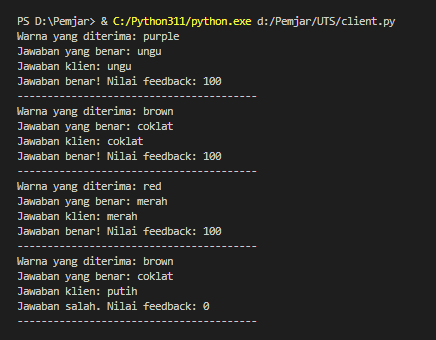 PS D:\Pemjar> & C:/Python311/python.exe d:/Pemjar/UTS/client.py
Warna yang diterima: purple
Jawaban yang benar: ungu
Jawaban klien: ungu
Jawaban benar! Nilai feedback: 100
----------------------------------------
Warna yang diterima: brown
Jawaban yang benar: coklat
Jawaban klien: coklat
Jawaban benar! Nilai feedback: 100
----------------------------------------
Warna yang diterima: red
Jawaban yang benar: merah
Jawaban klien: merah
Jawaban benar! Nilai feedback: 100
----------------------------------------
Warna yang diterima: brown
Jawaban yang benar: coklat
Jawaban klien: putih
Jawaban salah. Nilai feedback: 0
----------------------------------------